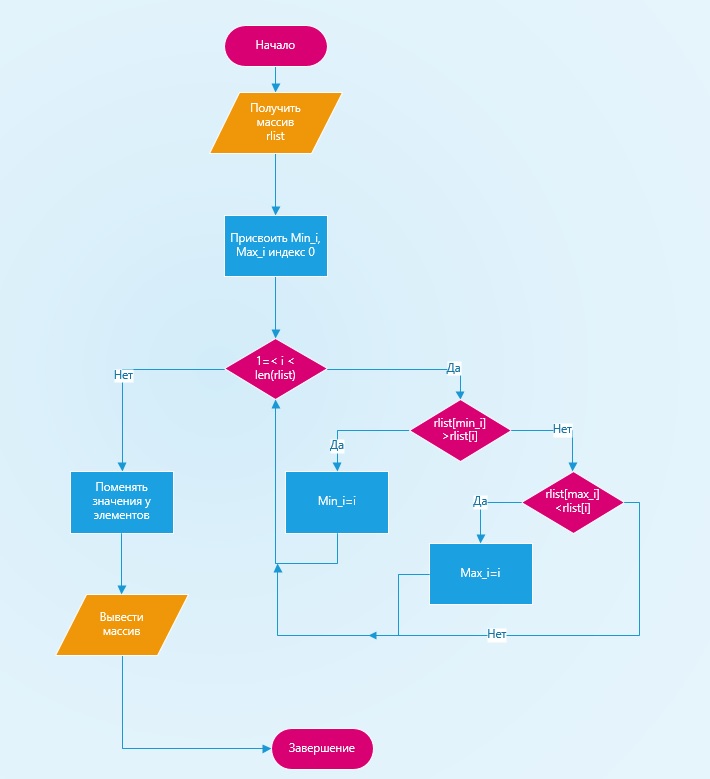 Начало
Получить
массив
rlist
Присвоить Min_i,
Max_i индекс 0
1=< i <
len(rlist)
Нет
Да
rlist[min_i]
>rlist[i]
Да
Нет
Поменять
значения у
элементов
Min_i=i
Да
rlist[max_i]
<rlist[i]
Max_i=i
Вывести
массив
Нет
Завершение